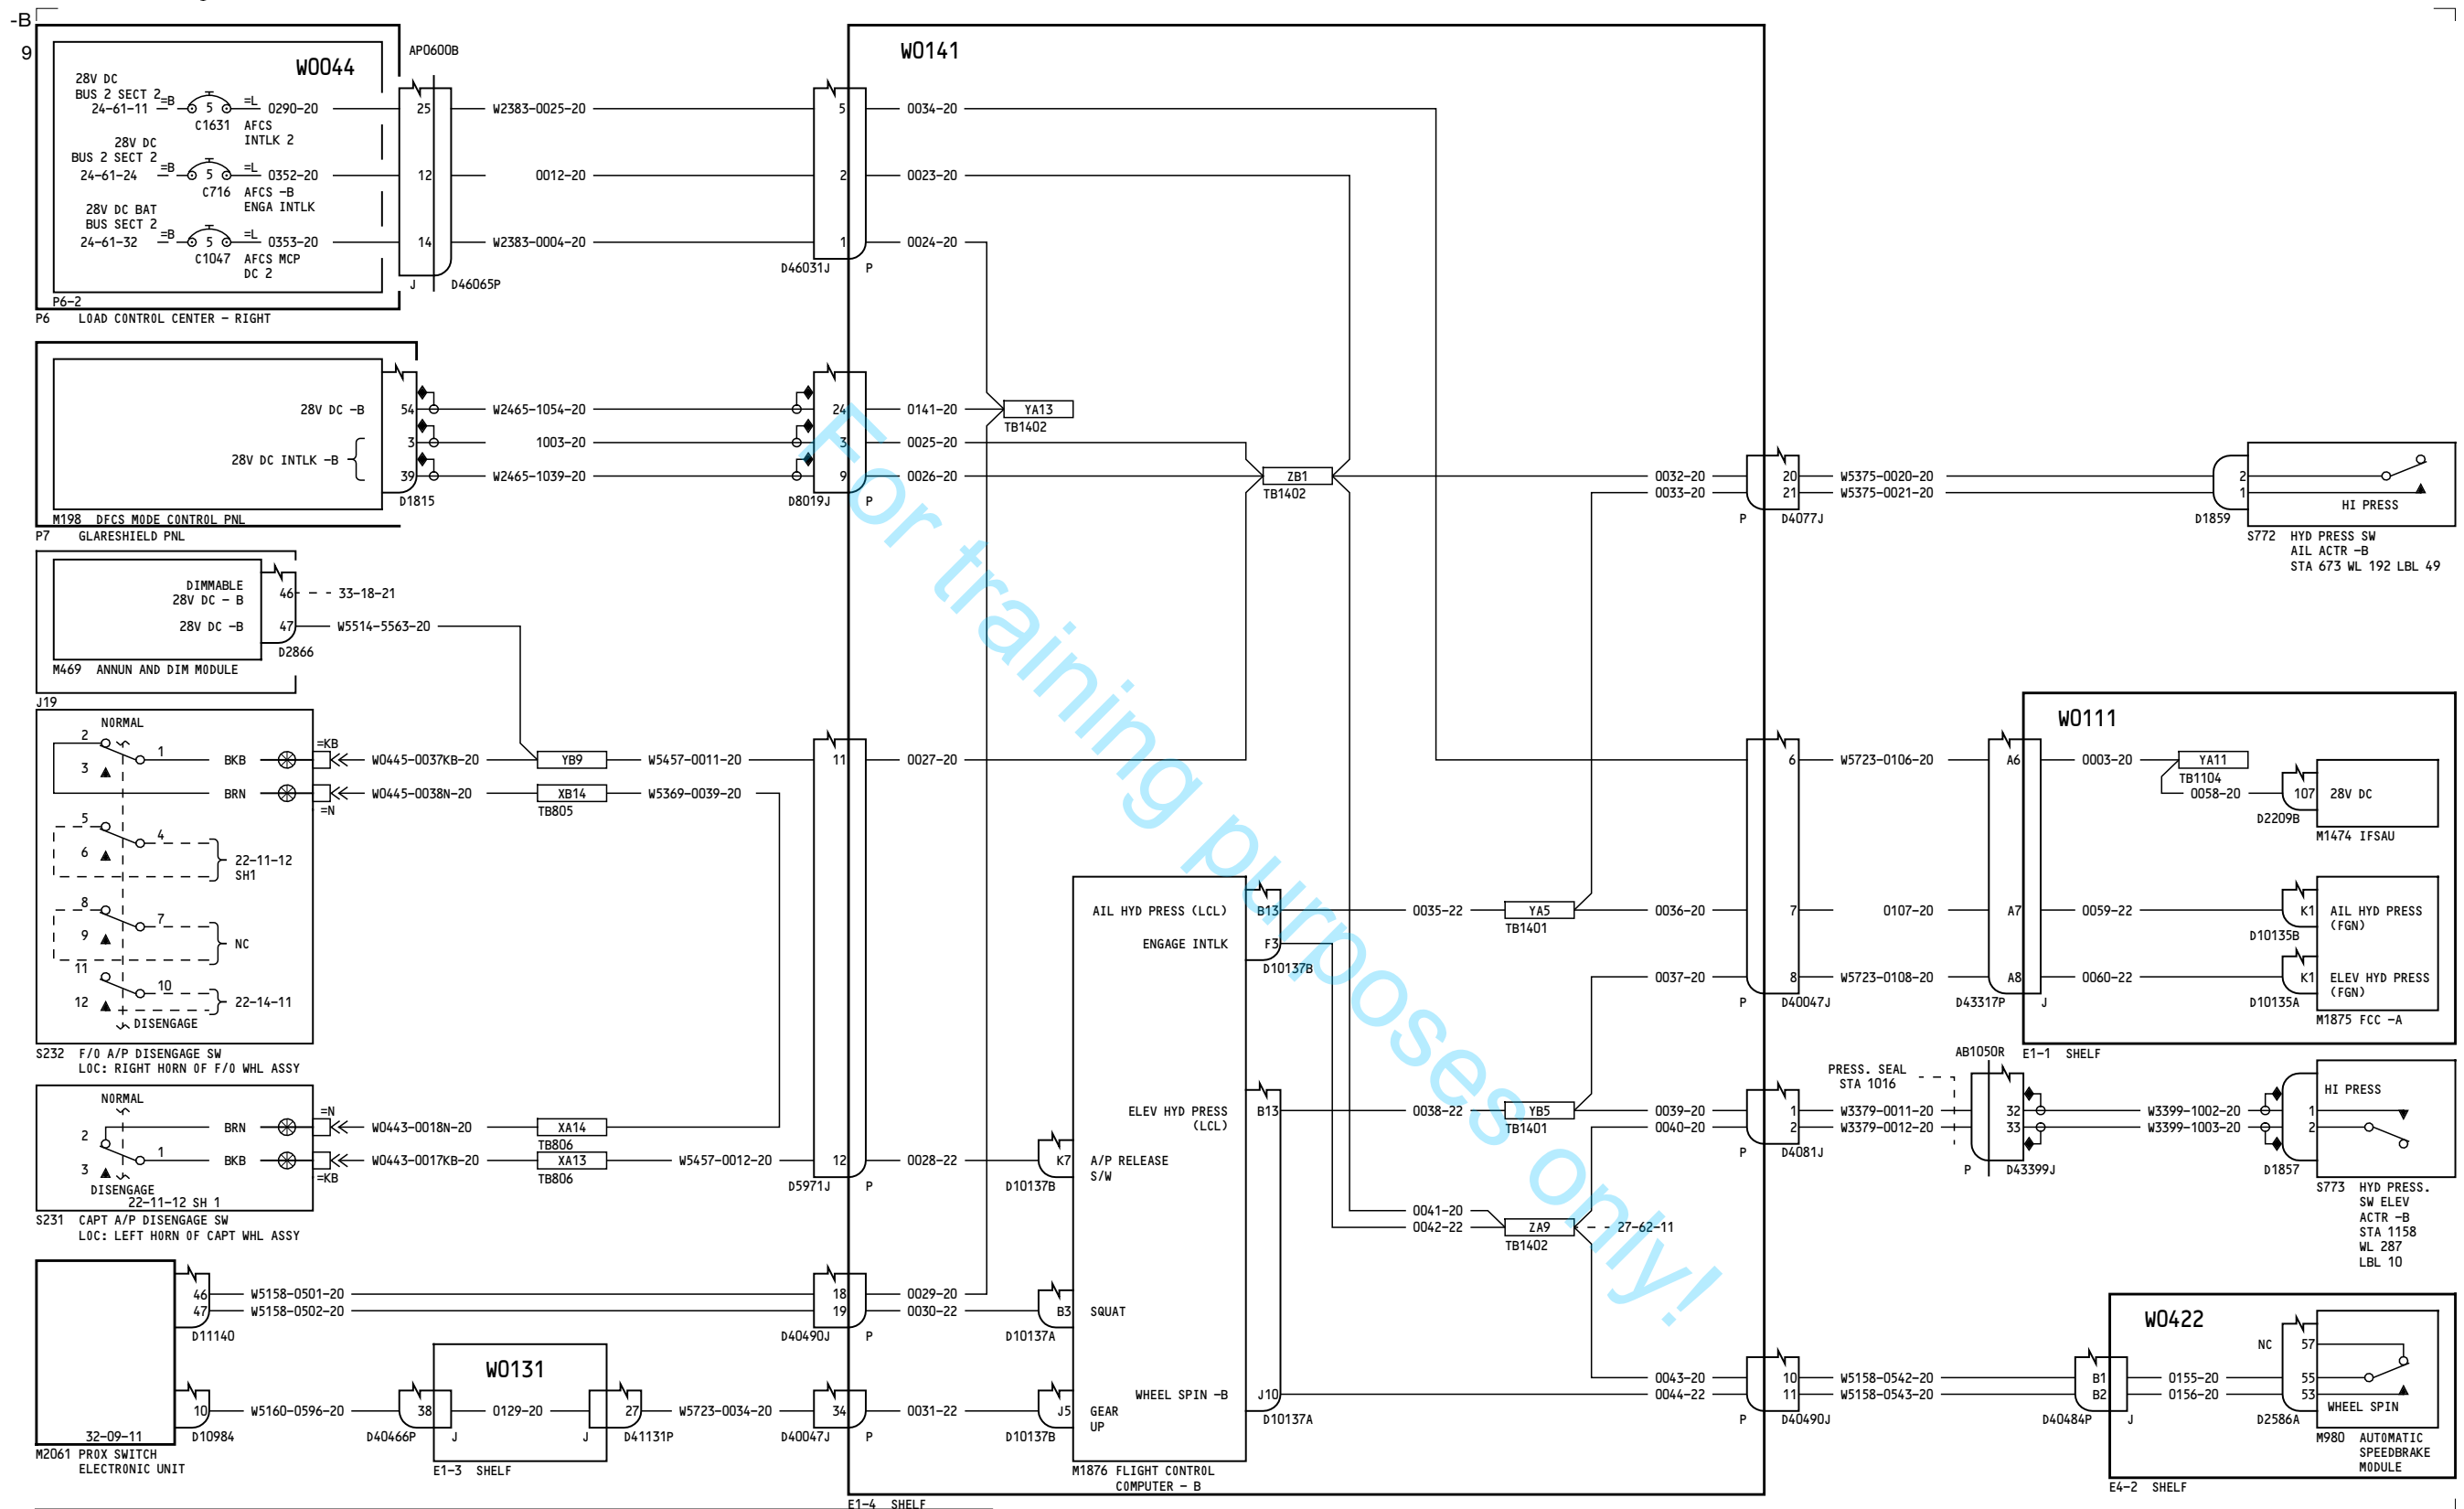 -B
9
W0044
28V DC
BUS 2 SECT 2
24-61-11 =B 5 =L 0290-20
C1631 AFCS
INTLK 2
28V DC
BUS 2 SECT 2
24-61-24 =B 5 =L 0352-20
C716 AFCS -B
ENGA INTLK
28V DC BAT
BUS SECT 2
24-61-32 =B 5 =L 0353-20
C1047 AFCS MCP
DC 2
P6-2
P6 LOAD CONTROL CENTER - RIGHT
AP0600B
25 W2383-0025-20 5 0034-20
12 0012-20 2 0023-20
14 W2383-0004-20 1 0024-20
J D46065P D46031J P
W0141
28V DC -B 54 W2465-1054-20 24 0141-20 YA13
TB1402
3 1003-20 3 0025-20
28V DC INTLK -B
39 W2465-1039-20 9 0026-20 ZB1
TB1402
D1815 D8019J P
M198 DFCS MODE CONTROL PNL
P7 GLARESHIELD PNL
0032-20 20 W5375-0020-20 2
0033-20 21 W5375-0021-20 1
P D4077J D1859
HI PRESS
S772 HYD PRESS SW
AIL ACTR -B
STA 673 WL 192 LBL 49
DIMMABLE
28V DC - B 46 33-18-21
28V DC -B 47 W5514-5563-20
D2866
M469 ANNUN AND DIM MODULE
J19
NORMAL
2 1 3 BKB =KB W0445-0037KB-20 YB9 W5457-0011-20 11 0027-20
BRN =N W0445-0038N-20 XB14 W5369-0039-20
TB805
5 4 6 22-11-12
SH1
8 7 9 NC
11 10 12 22-14-11
DISENGAGE
S232 F/O A/P DISENGAGE SW
LOC: RIGHT HORN OF F/O WHL ASSY
NORMAL
2 1 3 BRN =N W0443-0018N-20 XA14
TB806
BKB =KB W0443-0017KB-20 XA13 W5457-0012-20 12 0028-22 K7 A/P RELEASE
S/W
TB806 D5971J P D10137B
DISENGAGE
22-11-12 SH 1
S231 CAPT A/P DISENGAGE SW
LOC: LEFT HORN OF CAPT WHL ASSY
46 W5158-0501-20 18 0029-20
47 W5158-0502-20 19 0030-22 B3 SQUAT
D11140 D40490J P D10137A
W0131
10 W5160-0596-20 38 0129-20 27 W5723-0034-20 34 0031-22 J5 GEAR
UP
D10984 D40466P J J D41131P D40047J P D10137B
32-09-11
M2061 PROX SWITCH
ELECTRONIC UNIT
E1-3 SHELF
AIL HYD PRESS (LCL) B13 0035-22 YA5 0036-20
TB1401
ENGAGE INTLK F3
D10137B
0037-20
ELEV HYD PRESS
(LCL) B13 0038-22 YB5 0039-20
TB1401 0040-20
0041-20
0042-22 ZA9 27-62-11
TB1402
0043-20
WHEEL SPIN -B J10 0044-22
D10137A
M1876 FLIGHT CONTROL
COMPUTER - B
E1-4 SHELF
W0111
6 W5723-0106-20 A6 0003-20 YA11
TB1104
0058-20 107 28V DC
D2209B
M1474 IFSAU
7 0107-20 A7 0059-22 K1 AIL HYD PRESS
(FGN)
D10135B
8 W5723-0108-20 A8 0060-22 K1 ELEV HYD PRESS
(FGN)
P D40047J D43317P J D10135A
M1875 FCC -A
E1-1 SHELF
PRESS. SEAL
STA 1016
AB1050R
1 W3379-0011-20 32 W3399-1002-20 1
2 W3379-0012-20 33 W3399-1003-20 2
P D4081J P D43399J D1857
HI PRESS
S773 HYD PRESS.
SW ELEV
ACTR -B
STA 1158
WL 287
LBL 10
W0422
NC 57
10 W5158-0542-20 B1 0155-20 55
11 W5158-0543-20 B2 0156-20 53
WHEEL SPIN
P D40490J D40484P J D2586A
M980 AUTOMATIC
SPEEDBRAKE
MODULE
E4-2 SHELF
For training purposes only!